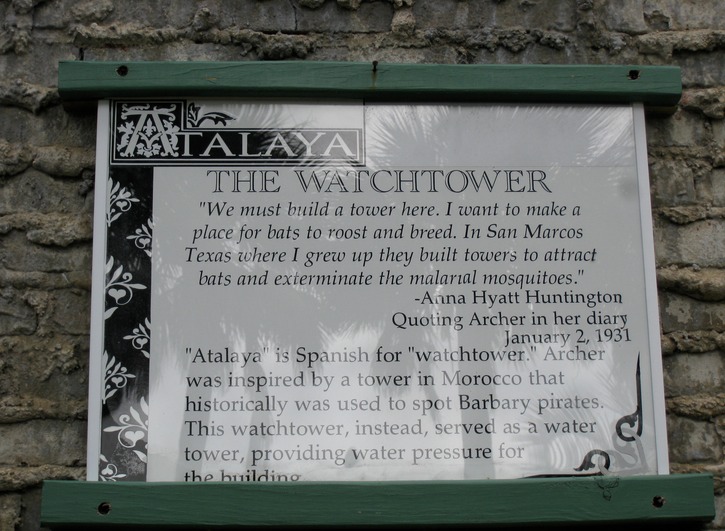 ATALAYA
THE WATCHTOWER
"We must build a tower here. I want to make a
place for bats to roost and breed. In San Marcos
Texas where I grew up they built towers to attract
bats and exterminate the malarial mosquitoes."
-Anna Hyatt Huntington
Quoting Archer in her diary
January 2, 1931
"Atalaya" is Spanish for "watchtower." Archer
was inspired by a tower in Morocco that
historically was used to spot Barbary pirates.
This watchtower, instead, served as a water
tower, providing water pressure for
the building.